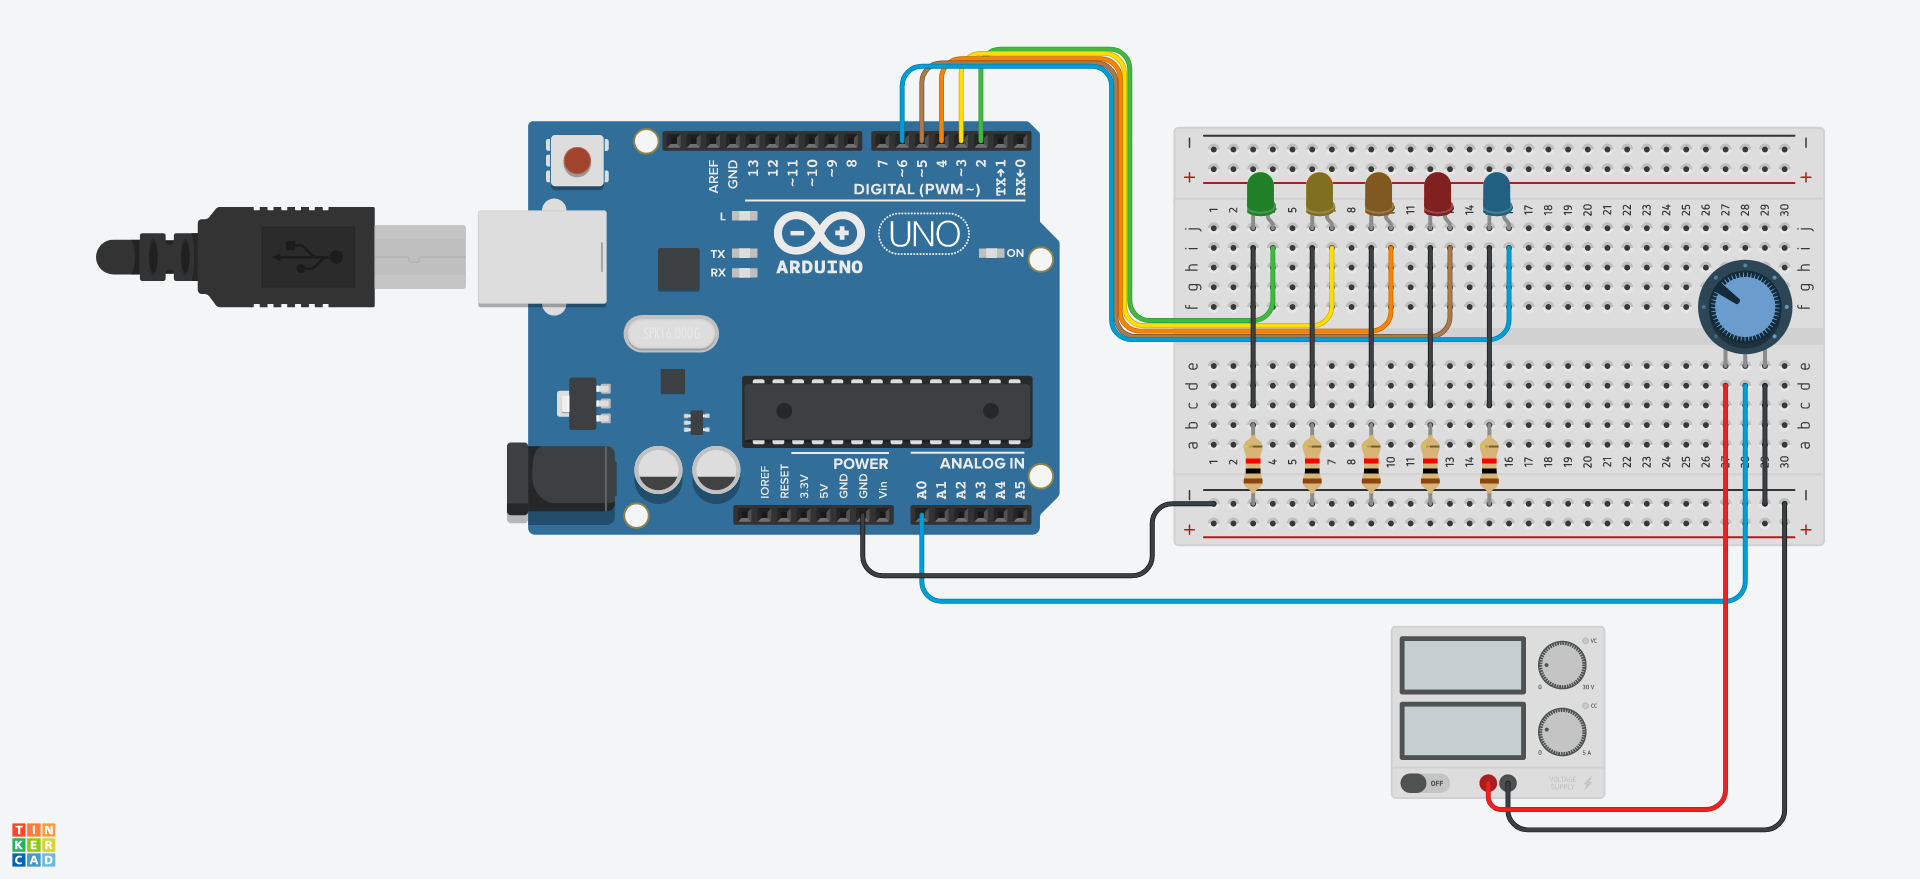 AREF
GND
13
12
~11
~10
~9
8
7
~6
~5
4
~3
2
TX→1
RX←0
DIGITAL (PWM~)
L
TX
RX
UNO
ON
ARDUINO
SPK16.000G
POWER
ANALOG IN
IOREF
RESET
3.3V
5V
GND
GND
Vin
A0
A1
A2
A3
A4
A5
− −
+ +
1 2 5 8 11 14 16 17 18 19 20 21 22 23 24 25 26 27 28 29 30
j j
i i
h h
g g
f f
e e
d d
c c
b b
a a
1 2 4 5 7 8 10 11 13 14 16 17 18 19 20 21 22 23 24 25 26 27 28 29 30
− −
+ +
VC
0 30 V
CC
0 5 A
OFF
VOLTAGE
SUPPLY
TIN
KER
CAD